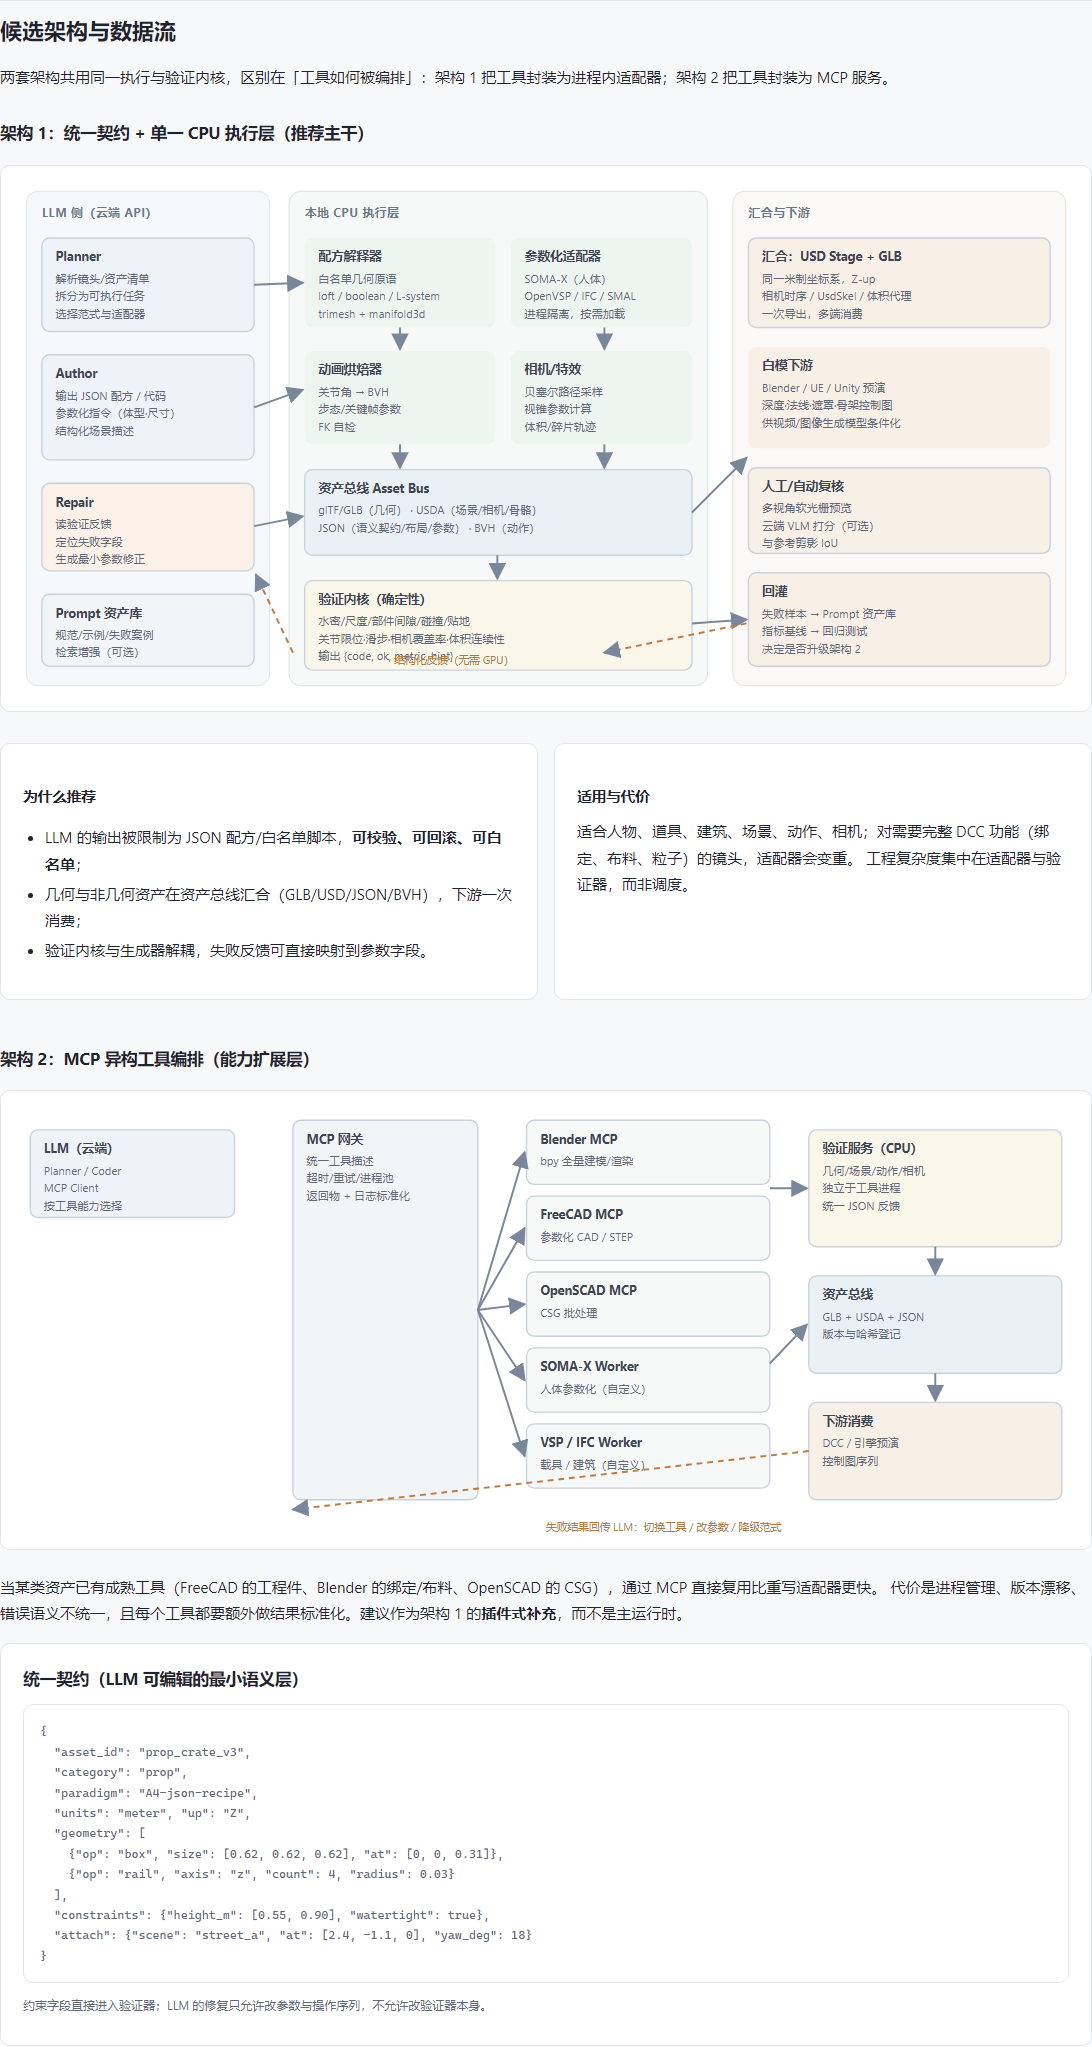 候选架构与数据流
两套架构共用同一执行与验证内核，区别在「工具如何被编排」：架构 1 把工具封装为进程内适配器；架构 2 把工具封装为 MCP 服务。
架构 1：统一契约 + 单一 CPU 执行层（推荐主干）
LLM 侧（云端 API）
Planner
解析镜头/资产清单
拆分为可执行任务
选择范式与适配器
Author
输出 JSON 配方 / 代码
参数化指令（体型·尺寸）
结构化场景描述
Repair
读验证反馈
定位失败字段
生成最小参数修正
Prompt 资产库
规范/示例/失败案例
检索增强（可选）
本地 CPU 执行层
配方解释器
白名单几何原语
loft / boolean / L-system
trimesh + manifold3d
参数化适配器
SOMA-X（人体）
OpenVSP / IFC / SMAL
进程隔离，按需加载
动画烘焙器
关节角 → BVH
步态/关键帧参数
FK 自检
相机/特效
贝塞尔路径采样
视锥参数计算
体积/碎片轨迹
资产总线 Asset Bus
glTF/GLB（几何） · USDA（场景/相机/骨骼）
JSON（语义契约/布局/参数） · BVH（动作）
验证内核（确定性）
水密/尺度/部件间隙/碰撞/贴地
关节限位·滑步·相机覆盖率·体积连续性
输出 {code, ok, metric, hint}
结构化反馈（无需 GPU）
汇合与下游
汇合：USD Stage + GLB
同一米制坐标系，Z-up
相机时序 / UsdSkel / 体积代理
一次导出，多端消费
白模下游
Blender / UE / Unity 预演
深度·法线·遮罩·骨架控制图
供视频/图像生成模型条件化
人工/自动复核
多视角软光栅预览
云端 VLM 打分（可选）
与参考剪影 IoU
回灌
失败样本 → Prompt 资产库
指标基线 → 回归测试
决定是否升级架构 2
为什么推荐
• LLM 的输出被限制为 JSON 配方/白名单脚本，可校验、可回滚、可白
名单；
• 几何与非几何资产在资产总线汇合（GLB/USD/JSON/BVH），下游一次
消费；
• 验证内核与生成器解耦，失败反馈可直接映射到参数字段。
适用与代价
适合人物、道具、建筑、场景、动作、相机；对需要完整 DCC 功能（绑
定、布料、粒子）的镜头，适配器会变重。 工程复杂度集中在适配器与验
证器，而非调度。
架构 2：MCP 异构工具编排（能力扩展层）
LLM（云端）
Planner / Coder
MCP Client
按工具能力选择
MCP 网关
统一工具描述
超时/重试/进程池
返回物 + 日志标准化
Blender MCP
bpy 全量建模/渲染
FreeCAD MCP
参数化 CAD / STEP
OpenSCAD MCP
CSG 批处理
SOMA-X Worker
人体参数化（自定义）
VSP / IFC Worker
载具 / 建筑（自定义）
验证服务（CPU）
几何/场景/动作/相机
独立于工具进程
统一 JSON 反馈
资产总线
GLB + USDA + JSON
版本与哈希登记
下游消费
DCC / 引擎预演
控制图序列
失败结果回传 LLM：切换工具 / 改参数 / 降级范式
当某类资产已有成熟工具（FreeCAD 的工程件、Blender 的绑定/布料、OpenSCAD 的 CSG），通过 MCP 直接复用比重写适配器更快。 代价是进程管理、版本漂移、
错误语义不统一，且每个工具都要额外做结果标准化。建议作为架构 1 的插件式补充，而不是主运行时。
统一契约（LLM 可编辑的最小语义层）
{
  "asset_id": "prop_crate_v3",
  "category": "prop",
  "paradigm": "A4-json-recipe",
  "units": "meter", "up": "Z",
  "geometry": [
    {"op": "box", "size": [0.62, 0.62, 0.62], "at": [0, 0, 0.31]},
    {"op": "rail", "axis": "z", "count": 4, "radius": 0.03}
  ],
  "constraints": {"height_m": [0.55, 0.90], "watertight": true},
  "attach": {"scene": "street_a", "at": [2.4, -1.1, 0], "yaw_deg": 18}
}
约束字段直接进入验证器；LLM 的修复只允许改参数与操作序列，不允许改验证器本身。